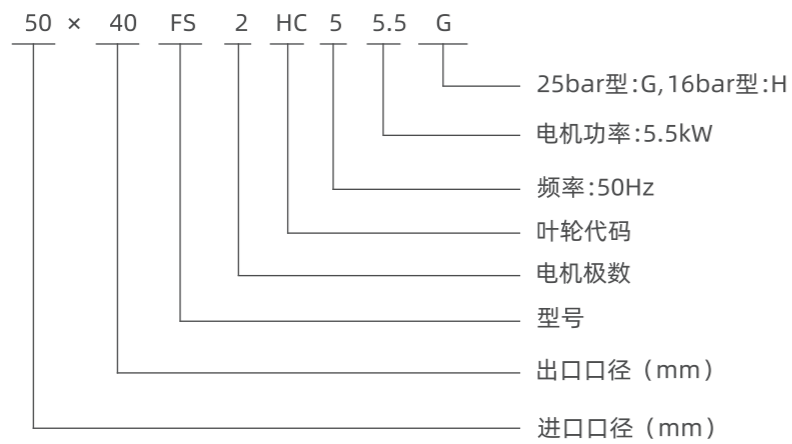 50 × 40 FS 2 HC 5 5.5 G
25bar型:G,16bar型:H
电机功率:5.5kW
频率:50Hz
叶轮代码
电机极数
型号
出口口径（mm）
进口口径（mm）